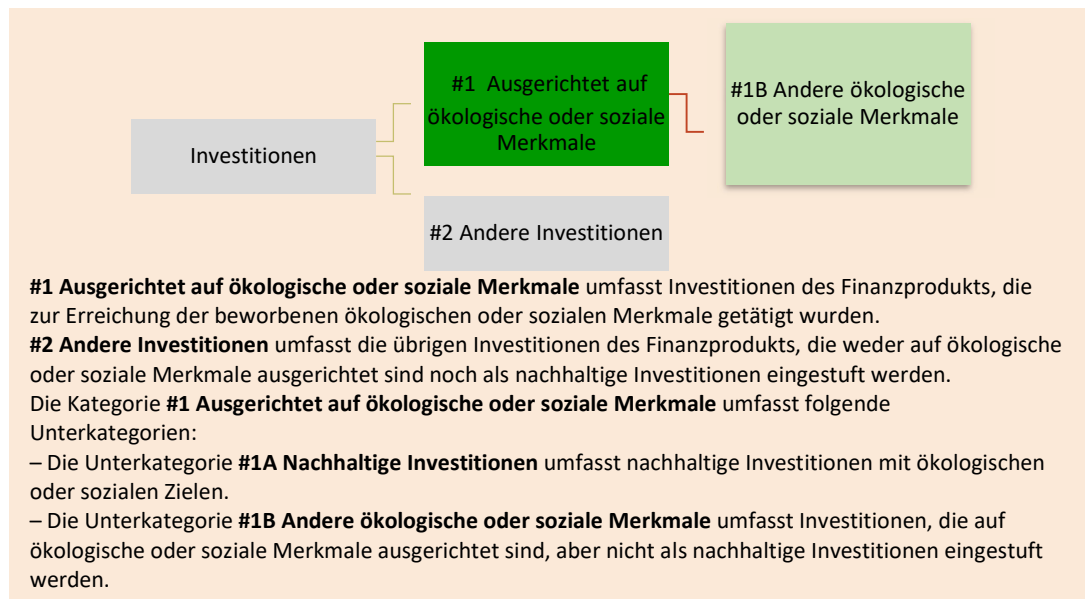 #1 Ausgerichtet auf
ökologische oder soziale
Merkmale
#1B Andere ökologische
oder soziale Merkmale
Investitionen
#2 Andere Investitionen
#1 Ausgerichtet auf ökologische oder soziale Merkmale umfasst Investitionen des Finanzprodukts, die
zur Erreichung der beworbenen ökologischen oder sozialen Merkmale getätigt wurden.
#2 Andere Investitionen umfasst die übrigen Investitionen des Finanzprodukts, die weder auf ökologische
oder soziale Merkmale ausgerichtet sind noch als nachhaltige Investitionen eingestuft werden.
Die Kategorie #1 Ausgerichtet auf ökologische oder soziale Merkmale umfasst folgende
Unterkategorien:
– Die Unterkategorie #1A Nachhaltige Investitionen umfasst nachhaltige Investitionen mit ökologischen
oder sozialen Zielen.
– Die Unterkategorie #1B Andere ökologische oder soziale Merkmale umfasst Investitionen, die auf
ökologische oder soziale Merkmale ausgerichtet sind, aber nicht als nachhaltige Investitionen eingestuft
werden.